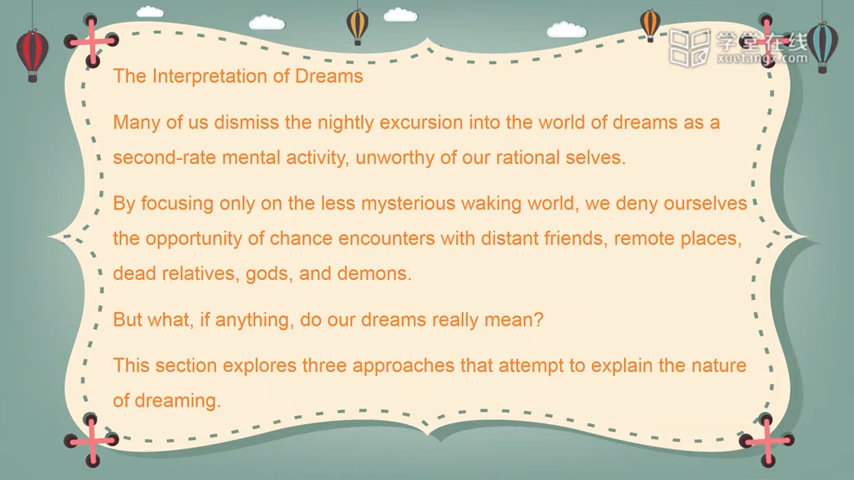 学堂在线
xuetangx.com
The Interpretation of Dreams
Many of us dismiss the nightly excursion into the world of dreams as a
second-rate mental activity, unworthy of our rational selves.
By focusing only on the less mysterious waking world, we deny ourselves
the opportunity of chance encounters with distant friends, remote places,
dead relatives, gods, and demons.
But what, if anything, do our dreams really mean?
This section explores three approaches that attempt to explain the nature
of dreaming.